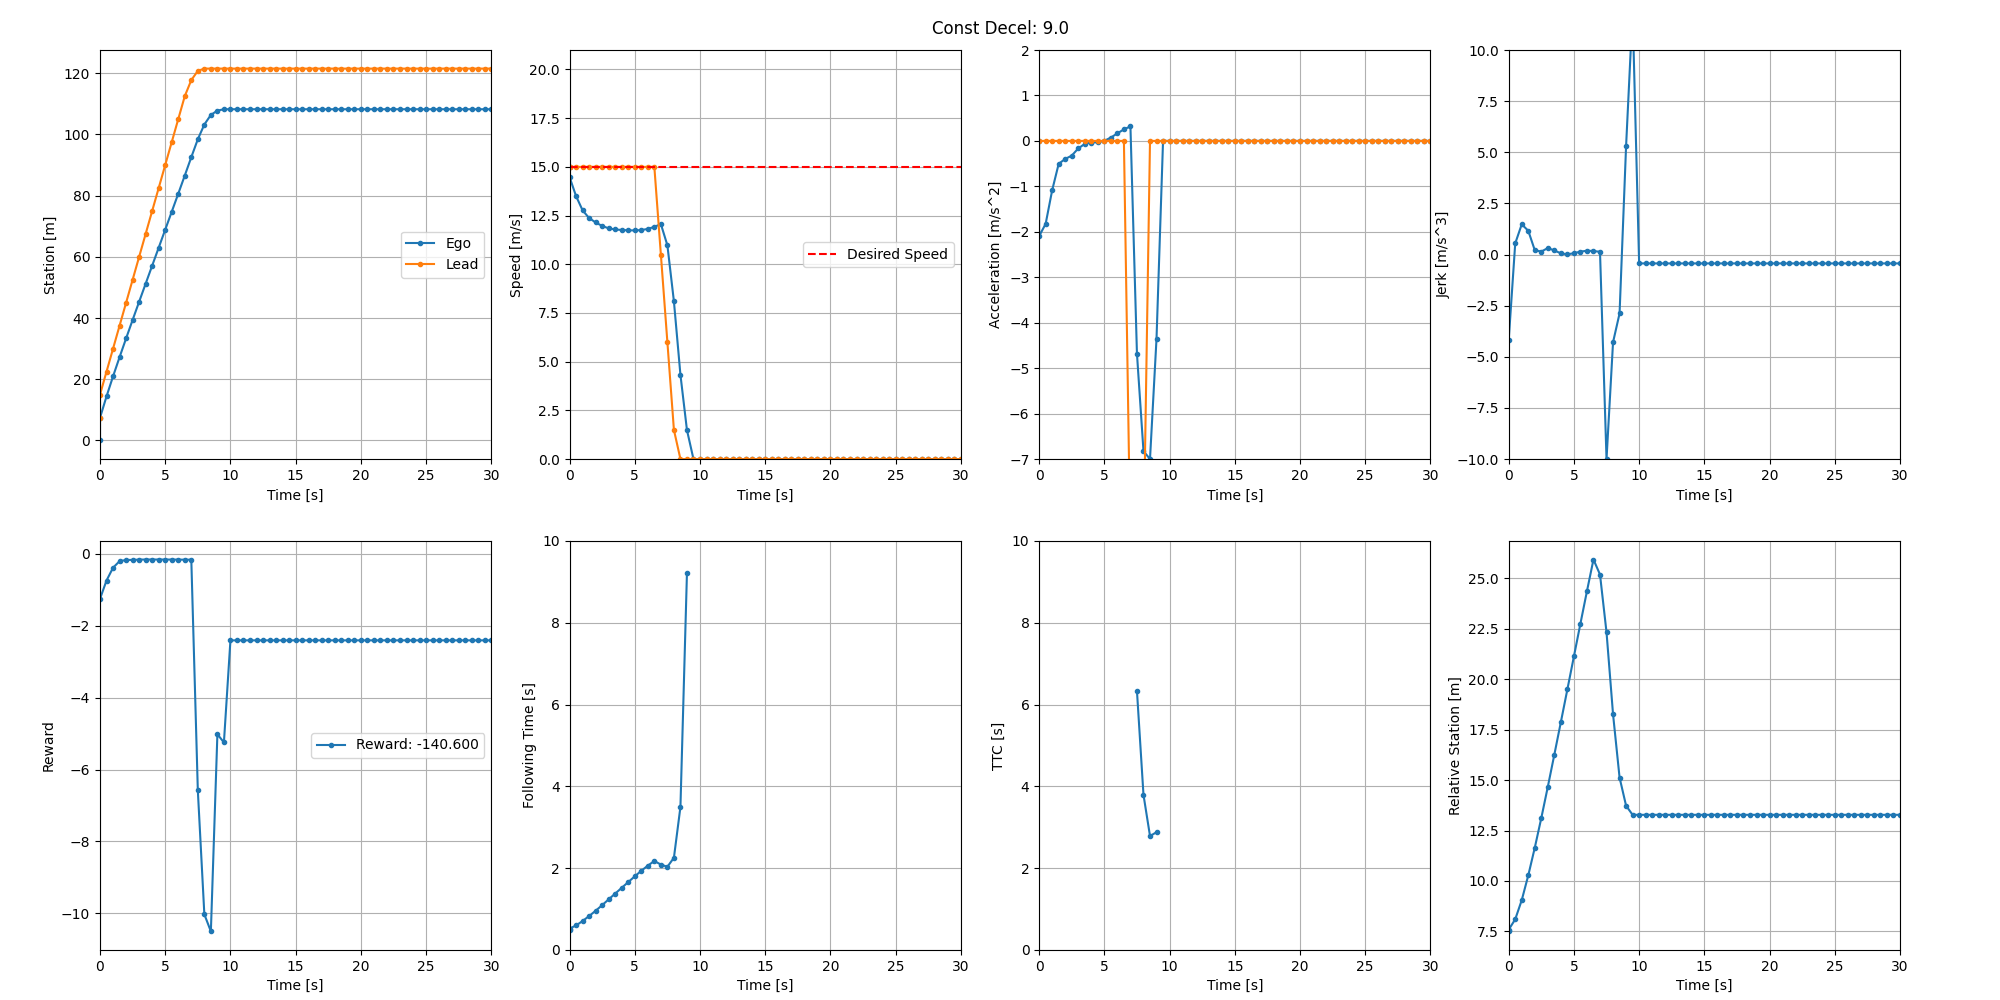 Const Decel: 9.0
Station [m]
120
100
80
60
40
20
0
Ego
Lead
0 5 10 15 20 25 30
Time [s]
Speed [m/s]
20.0
17.5
15.0
12.5
10.0
7.5
5.0
2.5
0.0
Desired Speed
0 5 10 15 20 25 30
Time [s]
Acceleration [m/s^2]
2
1
0
−1
−2
−3
−4
−5
−6
−7
0 5 10 15 20 25 30
Time [s]
Jerk [m/s^3]
10.0
7.5
5.0
2.5
0.0
−2.5
−5.0
−7.5
−10.0
0 5 10 15 20 25 30
Time [s]
Reward
0
−2
−4
−6
−8
−10
Reward: -140.600
0 5 10 15 20 25 30
Time [s]
Following Time [s]
10
8
6
4
2
0
0 5 10 15 20 25 30
Time [s]
TTC [s]
10
8
6
4
2
0
0 5 10 15 20 25 30
Time [s]
Relative Station [m]
25.0
22.5
20.0
17.5
15.0
12.5
10.0
7.5
0 5 10 15 20 25 30
Time [s]